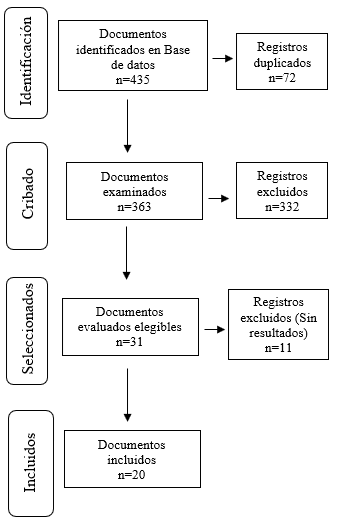 Identificación
Documentos
identificados en Base
de datos
n=435
Registros
duplicados
n=72
Cribado
Documentos
examinados
n=363
Registros
excluidos
n=332
Seleccionados
Documentos
evaluados elegibles
n=31
Registros
excluidos (Sin
resultados)
n=11
Incluidos
Documentos
incluidos
n=20